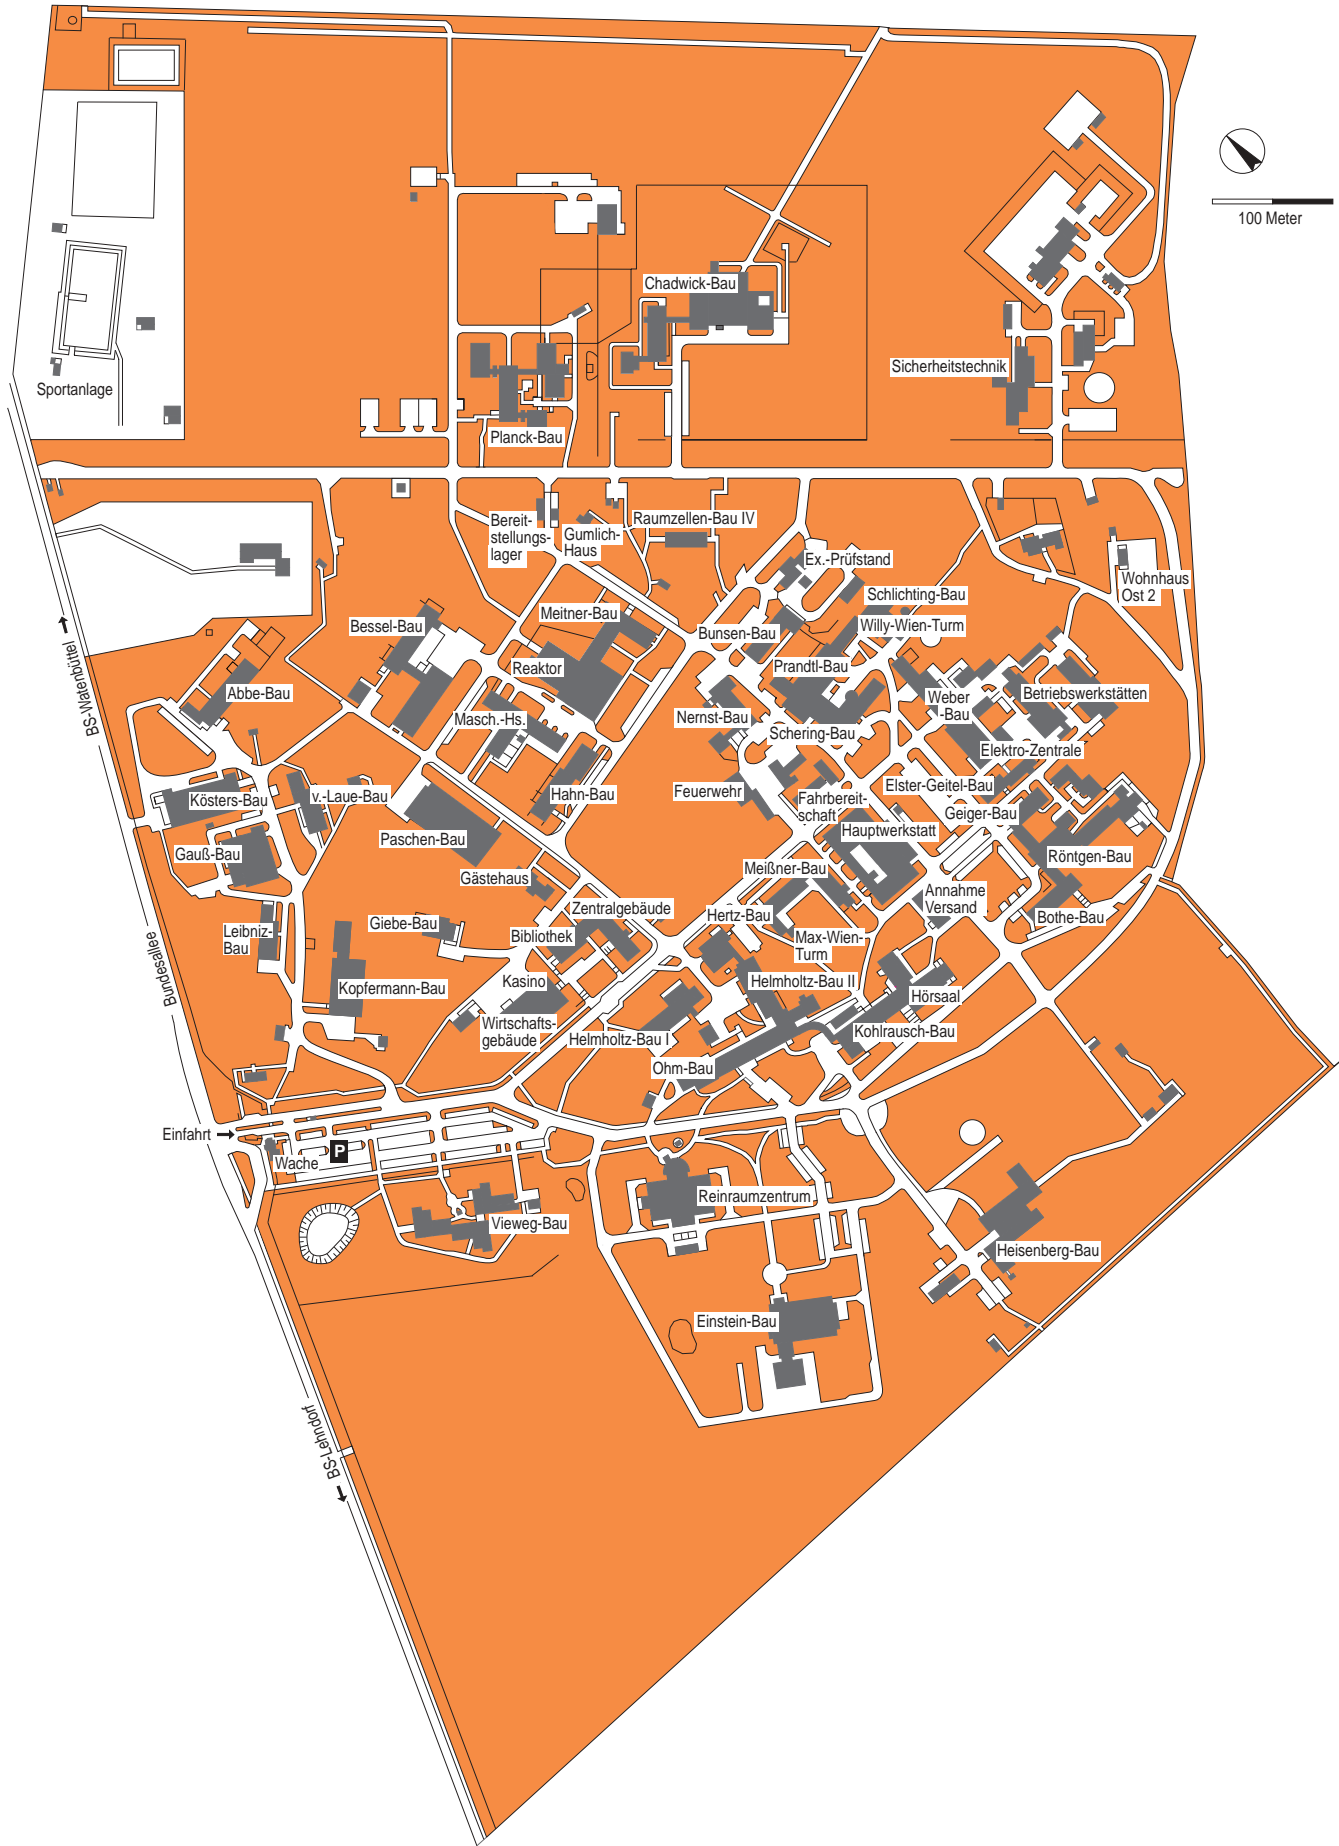 100 Meter
Chadwick-Bau
Sicherheitstechnik
Sportanlage
Planck-Bau
Bereit-
stellungs-
lager
Gumlich-
Haus
Raumzellen-Bau IV
Ex.-Prüfstand
Wohnhaus
Ost 2
Schlichting-Bau
Meitner-Bau
Bessel-Bau
Bunsen-Bau
Willy-Wien-Turm
Reaktor
Prandtl-Bau
BS-Watenbüttel
Abbe-Bau
Weber
-Bau
Betriebswerkstätten
Masch.-Hs.
Nernst-Bau
Schering-Bau
Elektro-Zentrale
Kösters-Bau
v.-Laue-Bau
Hahn-Bau
Feuerwehr
Fahrbereit-
schaft
Elster-Geitel-Bau
Geiger-Bau
Paschen-Bau
Hauptwerkstatt
Gauß-Bau
Röntgen-Bau
Gästehaus
Meißner-Bau
Annahme
Versand
Zentralgebäude
Hertz-Bau
Bothe-Bau
Giebe-Bau
Leibniz-
Bau
Bibliothek
Max-Wien-
Turm
Bundesallee
Kasino
Helmholtz-Bau II
Kopfermann-Bau
Hörsaal
Wirtschafts-
gebäude
Helmholtz-Bau I
Kohlrausch-Bau
Ohm-Bau
Einfahrt
P
Wache
Reinraumzentrum
Vieweg-Bau
Heisenberg-Bau
Einstein-Bau
BS-Lehndorf